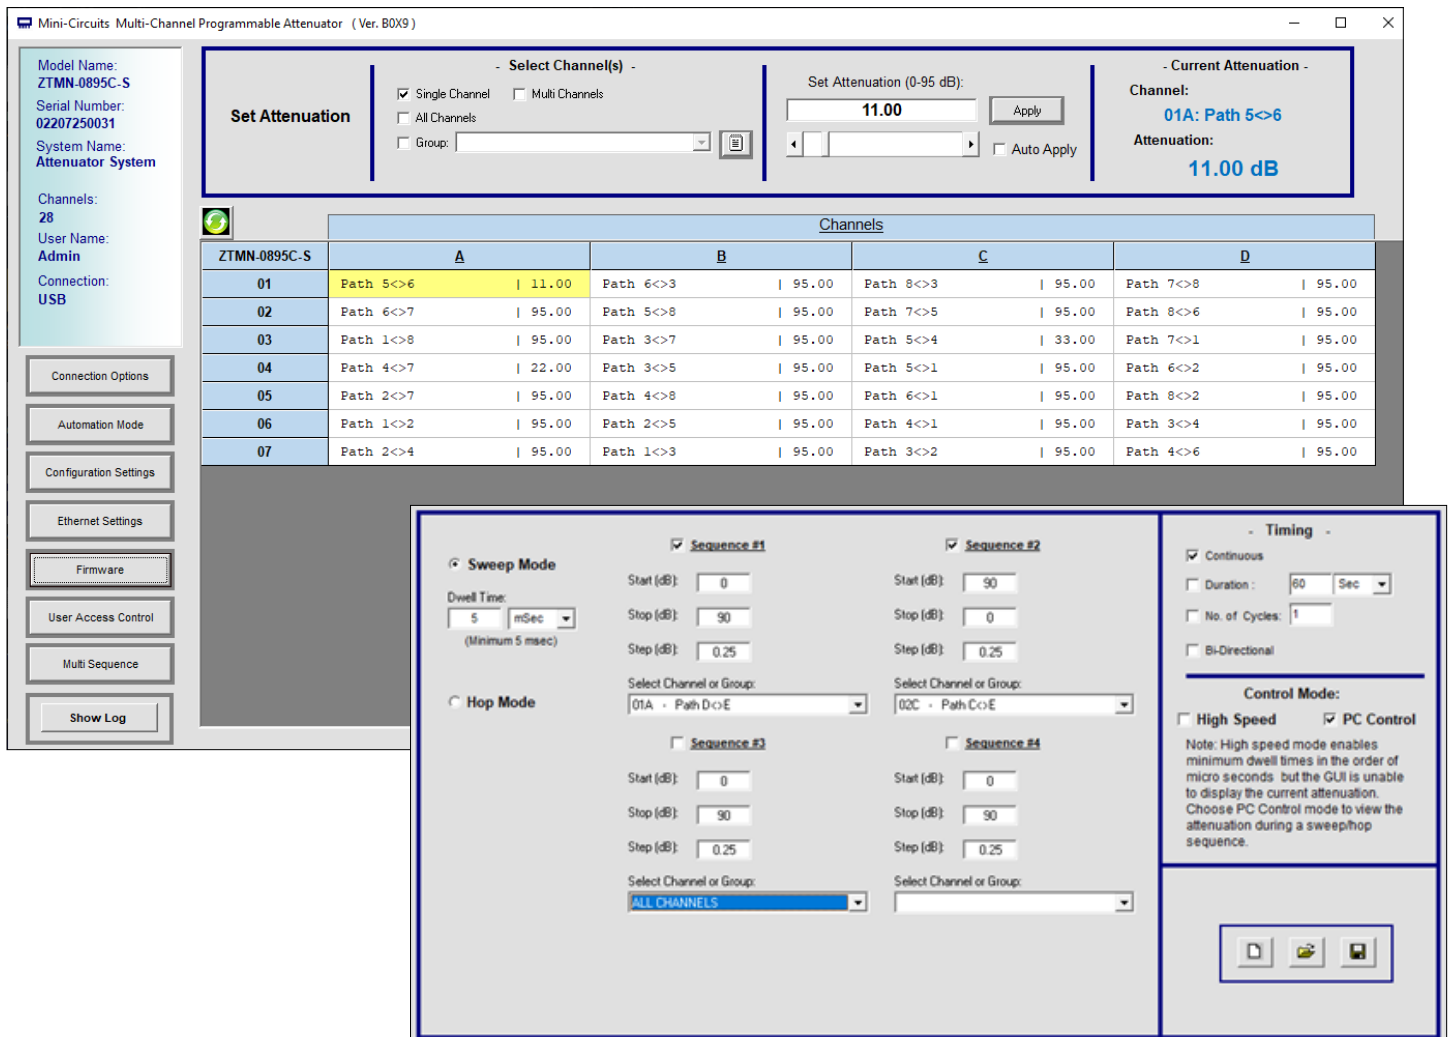 Mini-Circuits Multi-Channel Programmable Attenuator ( Ver. B0X9 )
Model Name:
ZTMN-0895C-S
Serial Number:
02207250031
System Name:
Attenuator System
Channels:
28
User Name:
Admin
Connection:
USB
Connection Options
Automation Mode
Configuration Settings
Ethernet Settings
Firmware
User Access Control
Multi Sequence
Show Log
Set Attenuation
- Select Channel(s) -
Single Channel Multi Channels
All Channels
Group:
Set Attenuation (0-95 dB):
11.00 Apply
Auto Apply
- Current Attenuation -
Channel:
01A: Path 5<>6
Attenuation:
11.00 dB
Channels
ZTMN-0895C-S A B C D
01 Path 5<>6 | 11.00 Path 6<>3 | 95.00 Path 8<>3 | 95.00 Path 7<>8 | 95.00
02 Path 6<>7 | 95.00 Path 5<>8 | 95.00 Path 7<>5 | 95.00 Path 8<>6 | 95.00
03 Path 1<>8 | 95.00 Path 3<>7 | 95.00 Path 5<>4 | 33.00 Path 7<>1 | 95.00
04 Path 4<>7 | 22.00 Path 3<>5 | 95.00 Path 5<>1 | 95.00 Path 6<>2 | 95.00
05 Path 2<>7 | 95.00 Path 4<>8 | 95.00 Path 6<>1 | 95.00 Path 8<>2 | 95.00
06 Path 1<>2 | 95.00 Path 2<>5 | 95.00 Path 4<>1 | 95.00 Path 3<>4 | 95.00
07 Path 2<>4 | 95.00 Path 1<>3 | 95.00 Path 3<>2 | 95.00 Path 4<>6 | 95.00
Sweep Mode
Dwell Time:
5 mSec
(Minimum 5 msec)
Hop Mode
Sequence #1
Start (dB): 0
Stop (dB): 90
Step (dB): 0.25
Select Channel or Group:
01A - Path D<>E
Sequence #2
Start (dB): 90
Stop (dB): 0
Step (dB): 0.25
Select Channel or Group:
02C - Path C<>E
Sequence #3
Start (dB): 0
Stop (dB): 90
Step (dB): 0.25
Select Channel or Group:
ALL CHANNELS
Sequence #4
Start (dB): 0
Stop (dB): 90
Step (dB): 0.25
Select Channel or Group:
- Timing -
Continuous
Duration : 60 Sec
No. of Cycles: 1
Bi-Directional
Control Mode:
High Speed PC Control
Note: High speed mode enables
minimum dwell times in the order of
micro seconds but the GUI is unable
to display the current attenuation.
Choose PC Control mode to view the
attenuation during a sweep/hop
sequence.